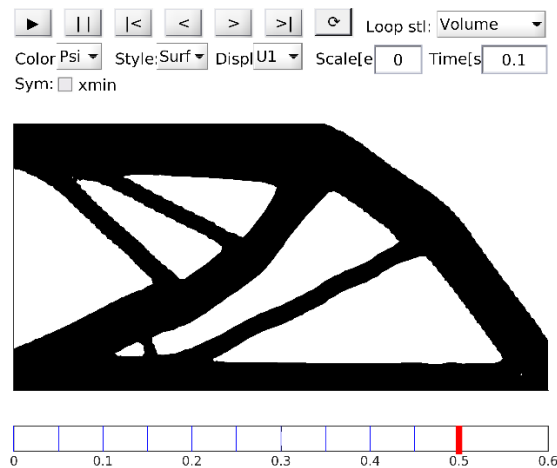 ▶ || |< < > >| ⟳ Loop stl: Volume
Color Psi Style: Surf Displ U1 Scale[e 0 Time[s 0.1
Sym: xmin
0 0.1 0.2 0.3 0.4 0.5 0.6